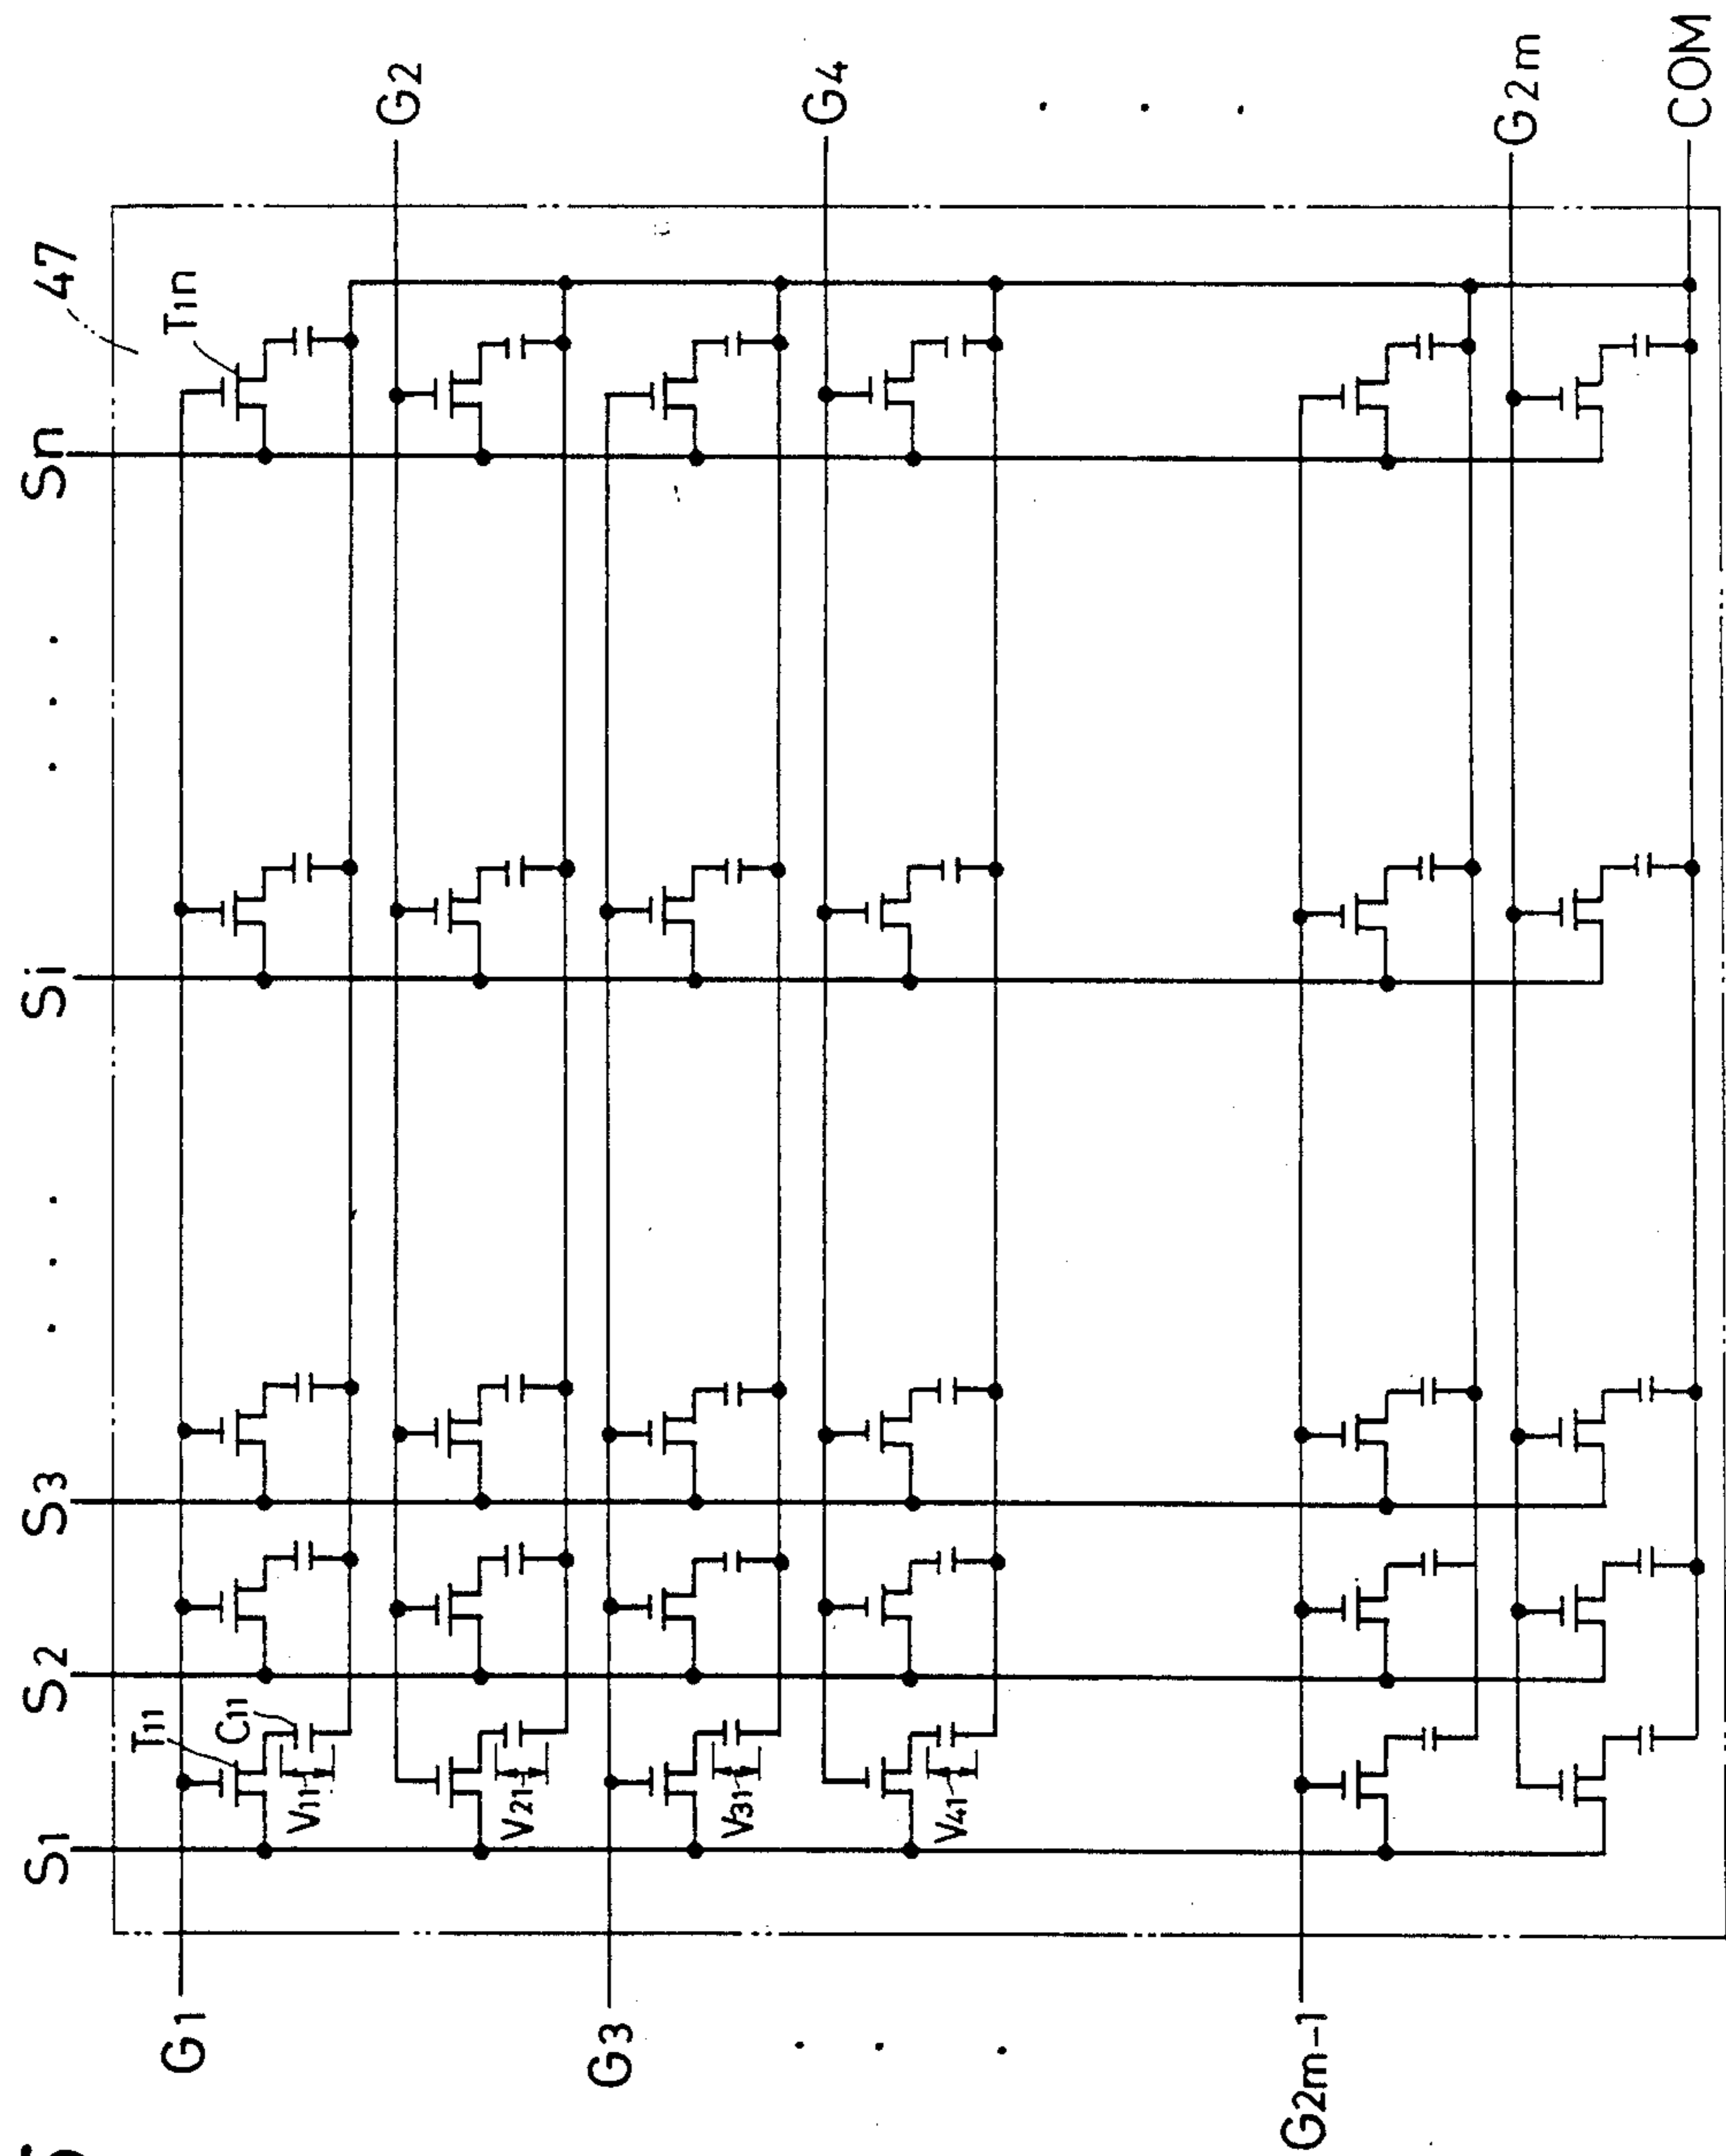 S1 S2 S3 . . . Si . . . Sn
47
G1
T11
C11
T1n
V11
G2
V21
G3
V31
G4
V41
. . .
. . .
G2m-1
G2m
COM